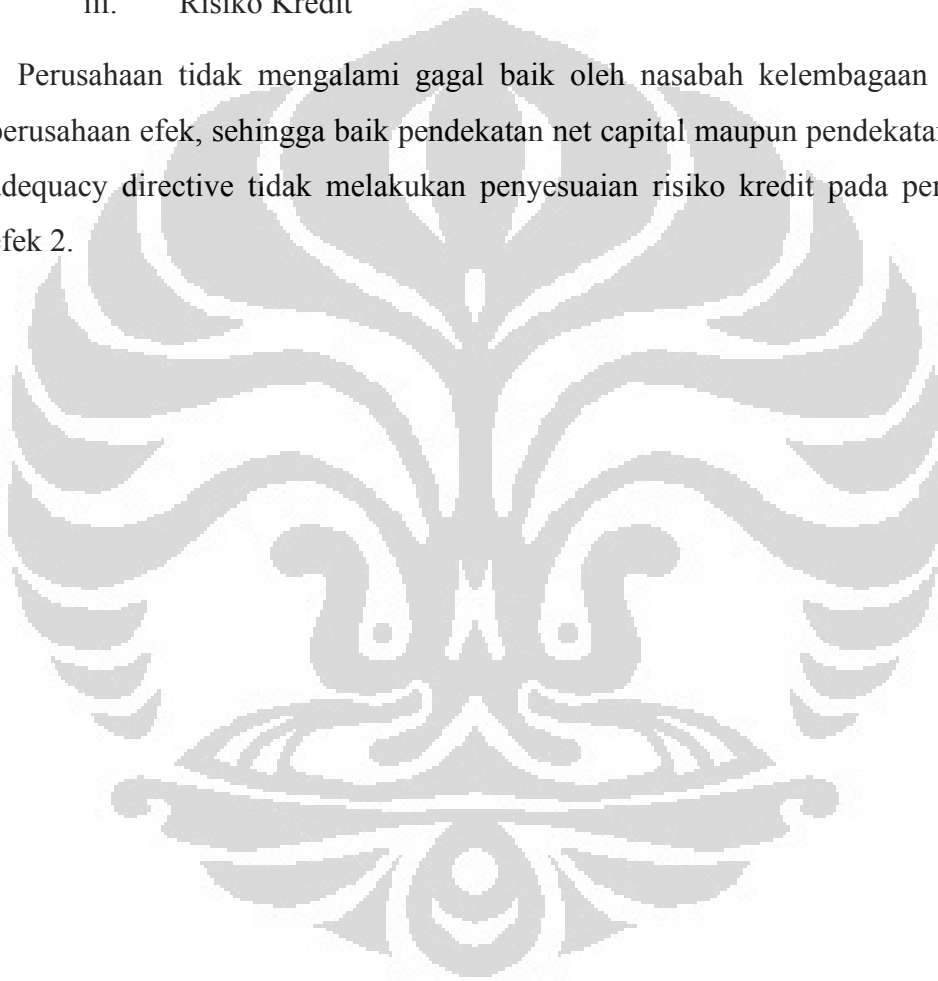 iii. Risiko Kredit
Perusahaan tidak mengalami gagal baik oleh nasabah kelembagaan
perusahaan efek, sehingga baik pendekatan net capital maupun pendekatan
adequacy directive tidak melakukan penyesuaian risiko kredit pada
efek 2.